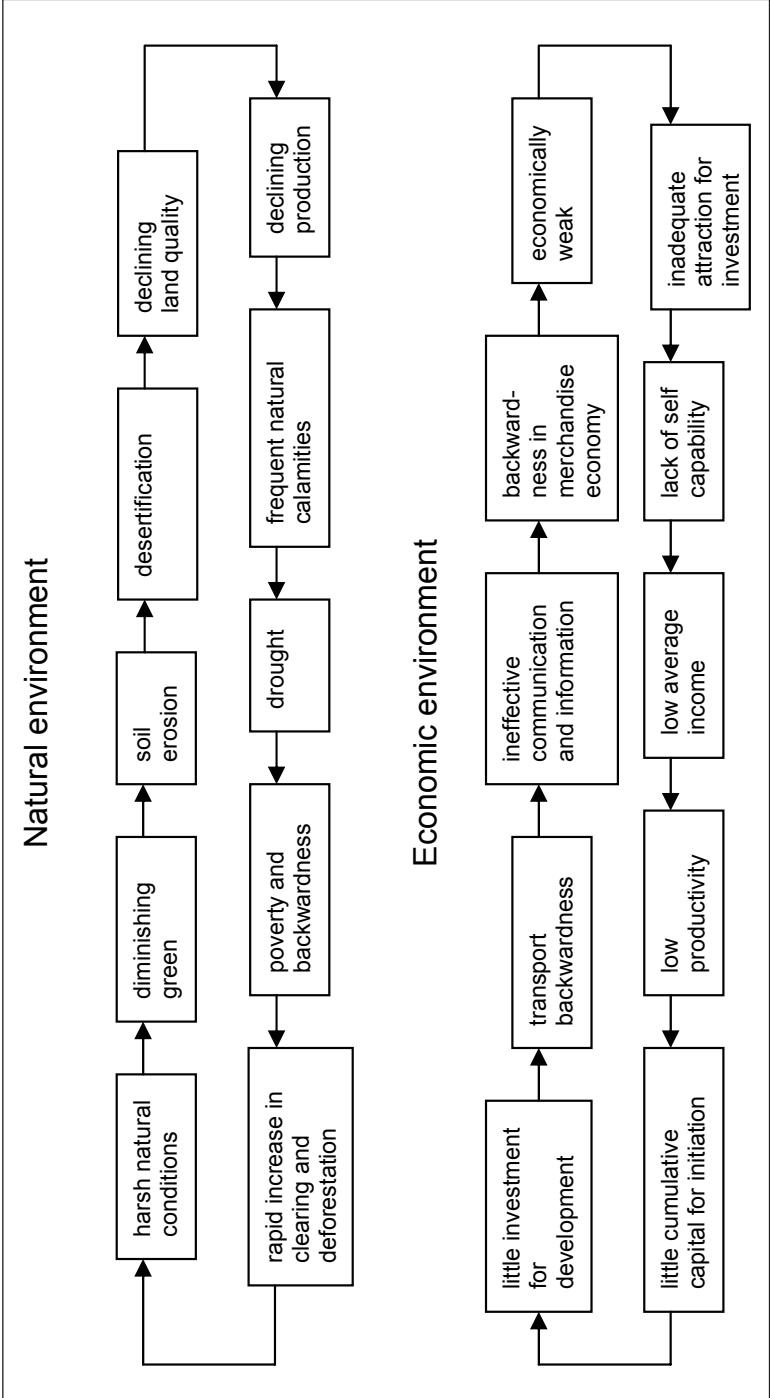 Natural environment
harsh natural
conditions
diminishing
green
soil
erosion
desertification
declining
land quality
declining
production
frequent natural
calamities
drought
poverty and
backwardness
rapid increase in
clearing and
deforestation
Economic environment
little investment
for
development
transport
backwardness
ineffective
communication
and information
backward-
ness in
merchandise
economy
economically
weak
inadequate
attraction for
investment
lack of self
capability
low average
income
low
productivity
little cumulative
capital for initiation